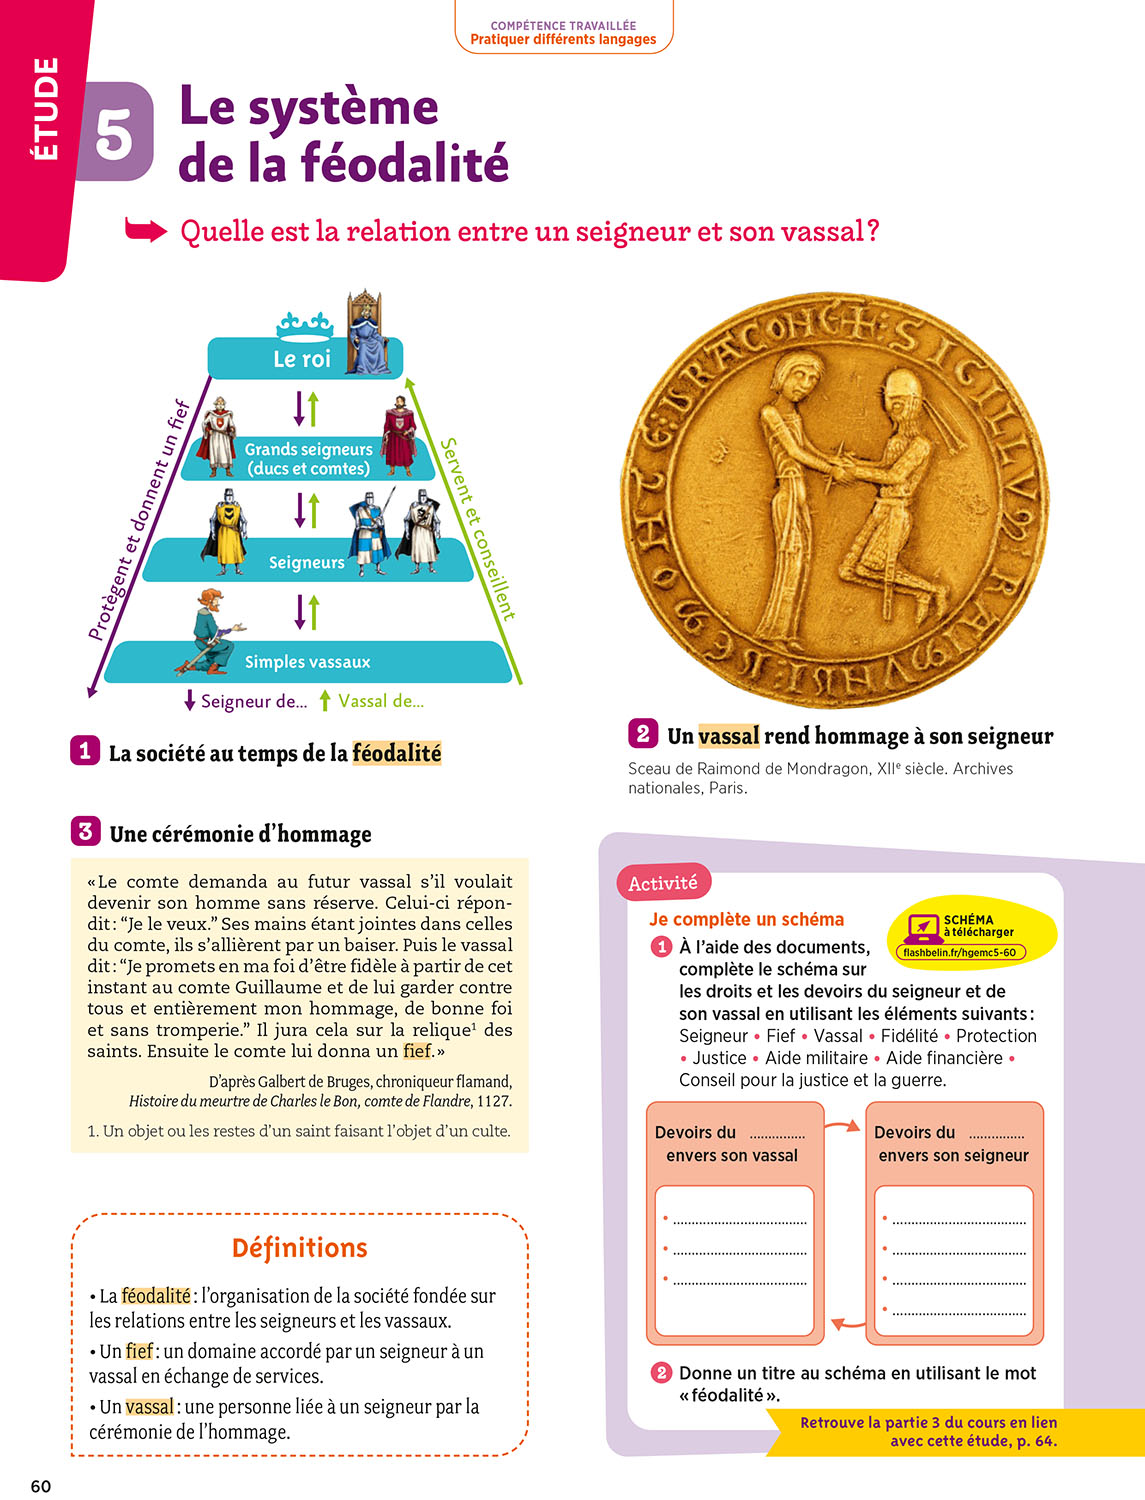 COMPÉTENCE TRAVAILLÉE
Pratiquer différents langages
ÉTUDE
5
Le système
de la féodalité
Quelle est la relation entre un seigneur et son vassal ?
Le roi
Grands seigneurs
(ducs et comtes)
Seigneurs
Simples vassaux
Protègent et donnent un fief
Servent et conseillent
Seigneur de...
Vassal de...
1 La société au temps de la féodalité
2 Un vassal rend hommage à son seigneur
Sceau de Raimond de Mondragon, XIIe siècle. Archives
nationales, Paris.
3 Une cérémonie d’hommage
« Le comte demanda au futur vassal s’il voulait
devenir son homme sans réserve. Celui-ci répon-
dit : “Je le veux.” Ses mains étant jointes dans celles
du comte, ils s’allièrent par un baiser. Puis le vassal
dit : “Je promets en ma foi d’être fidèle à partir de cet
instant au comte Guillaume et de lui garder contre
tous et entièrement mon hommage, de bonne foi
et sans tromperie.” Il jura cela sur la relique1 des
saints. Ensuite le comte lui donna un fief. »
D’après Galbert de Bruges, chroniqueur flamand,
Histoire du meurtre de Charles le Bon, comte de Flandre, 1127.
1. Un objet ou les restes d’un saint faisant l’objet d’un culte.
Définitions
• La féodalité : l’organisation de la société fondée sur
les relations entre les seigneurs et les vassaux.
• Un fief : un domaine accordé par un seigneur à un
vassal en échange de services.
• Un vassal : une personne liée à un seigneur par la
cérémonie de l’hommage.
Activité
Je complète un schéma
SCHÉMA
à télécharger
flashbelin.fr/hgemc5-60
1 À l’aide des documents,
complète le schéma sur
les droits et les devoirs du seigneur et de
son vassal en utilisant les éléments suivants :
Seigneur • Fief • Vassal • Fidélité • Protection
• Justice • Aide militaire • Aide financière •
Conseil pour la justice et la guerre.
Devoirs du ...............
envers son vassal
• ....................................
• ....................................
• ....................................
Devoirs du ...............
envers son seigneur
• ....................................
• ....................................
• ....................................
• ....................................
2 Donne un titre au schéma en utilisant le mot
« féodalité ».
Retrouve la partie 3 du cours en lien
avec cette étude, p. 64.
60